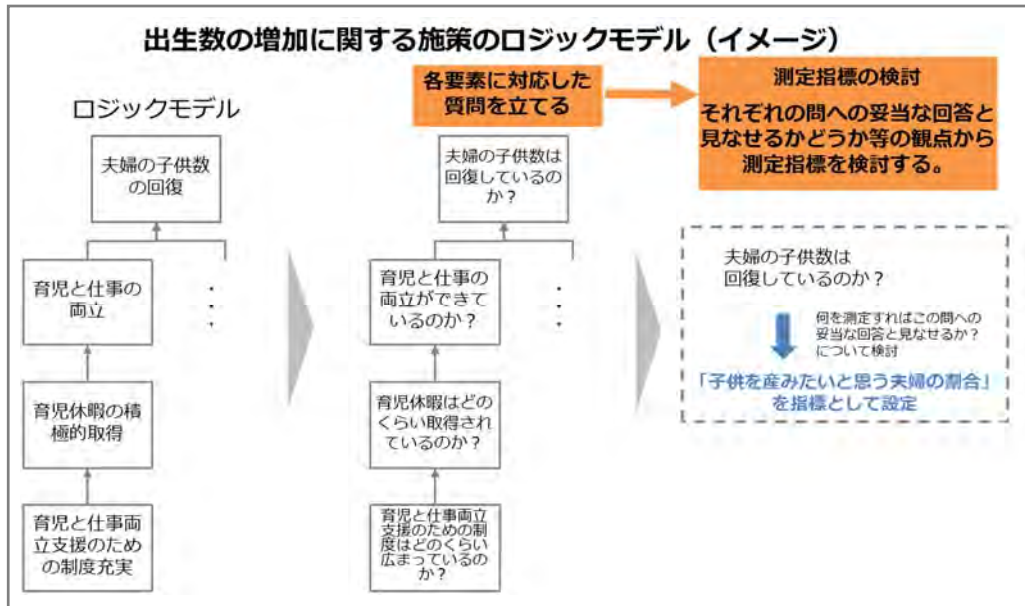 出生数の増加に関する施策のロジックモデル（イメージ）
各要素に対応した
質問を立てる
測定指標の検討
それぞれの問への妥当な回答と
見なせるかどうか等の観点から
測定指標を検討する。
ロジックモデル
夫婦の子供数
の回復
育児と仕事の
両立
・
・
・
育児休暇の積
極的取得
育児と仕事両
立支援のため
の制度充実
夫婦の子供数は
回復しているの
か？
育児と仕事の
両立ができて
いるのか？
・
・
・
育児休暇はどの
くらい取得され
ているのか？
育児と仕事両立
支援のための制
度はどのくらい
広まっているの
か？
夫婦の子供数は
回復しているのか？
何を測定すればこの問への
妥当な回答と見なせるか？
について検討
「子供を産みたいと思う夫婦の割合」
を指標として設定